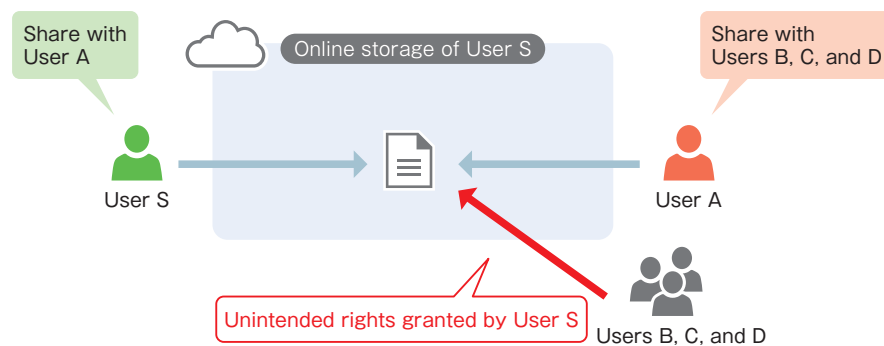 Share with
User A
Online storage of User S
Share with
Users B, C, and D
User S
User A
Unintended rights granted by User S
Users B, C, and D